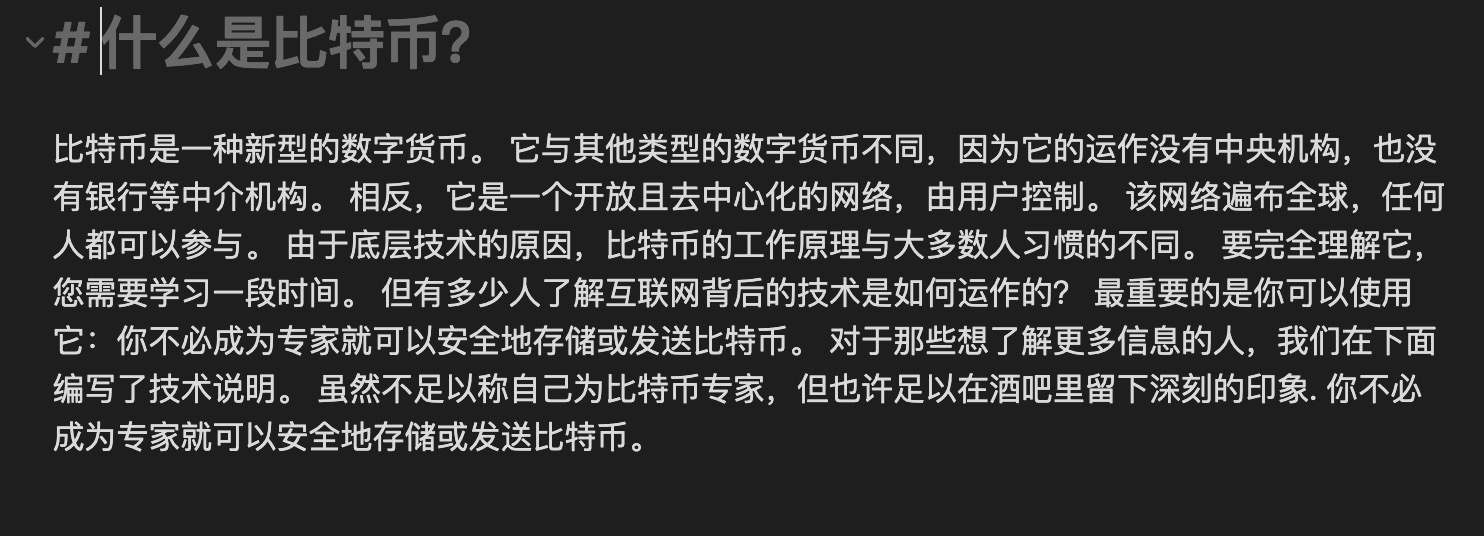 # 什么是比特币?
比特币是一种新型的数字货币。 它与其他类型的数字货币不同，因为它的运作没有中央机构，也没
有银行等中介机构。 相反，它是一个开放且去中心化的网络，由用户控制。 该网络遍布全球，任何
人都可以参与。 由于底层技术的原因，比特币的工作原理与大多数人习惯的不同。 要完全理解它，
您需要学习一段时间。 但有多少人了解互联网背后的技术是如何运作的？ 最重要的是你可以使用
它：你不必成为专家就可以安全地存储或发送比特币。 对于那些想了解更多信息的人，我们在下面
编写了技术说明。 虽然不足以称自己为比特币专家，但也许足以在酒吧里留下深刻的印象. 你不必
成为专家就可以安全地存储或发送比特币。